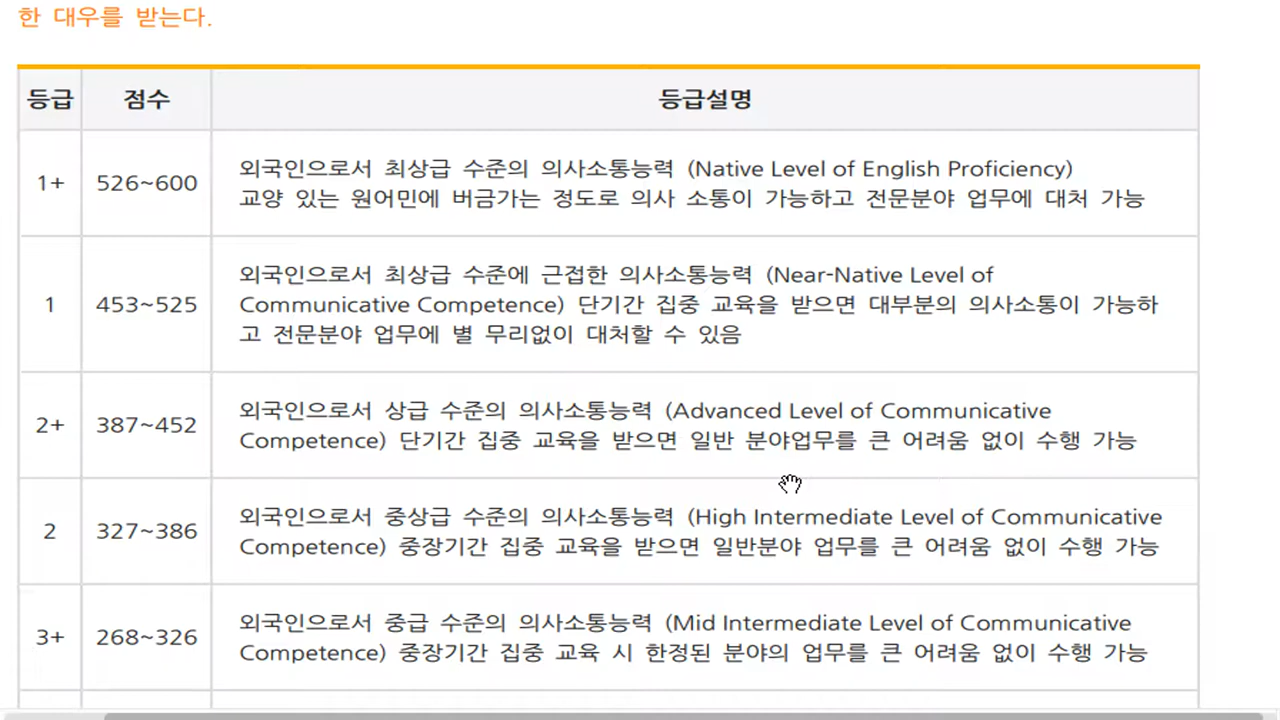 한 대우를 받는다.
등급 점수 등급설명
1+ 526~600 외국인으로서 최상급 수준의 의사소통능력 (Native Level of English Proficiency)
교양 있는 원어민에 버금가는 정도로 의사 소통이 가능하고 전문분야 업무에 대처 가능
1 453~525 외국인으로서 최상급 수준에 근접한 의사소통능력 (Near-Native Level of
Communicative Competence) 단기간 집중 교육을 받으면 대부분의 의사소통이 가능하
고 전문분야 업무에 별 무리없이 대처할 수 있음
2+ 387~452 외국인으로서 상급 수준의 의사소통능력 (Advanced Level of Communicative
Competence) 단기간 집중 교육을 받으면 일반 분야업무를 큰 어려움 없이 수행 가능
2 327~386 외국인으로서 중상급 수준의 의사소통능력 (High Intermediate Level of Communicative
Competence) 중장기간 집중 교육을 받으면 일반분야 업무를 큰 어려움 없이 수행 가능
3+ 268~326 외국인으로서 중급 수준의 의사소통능력 (Mid Intermediate Level of Communicative
Competence) 중장기간 집중 교육 시 한정된 분야의 업무를 큰 어려움 없이 수행 가능